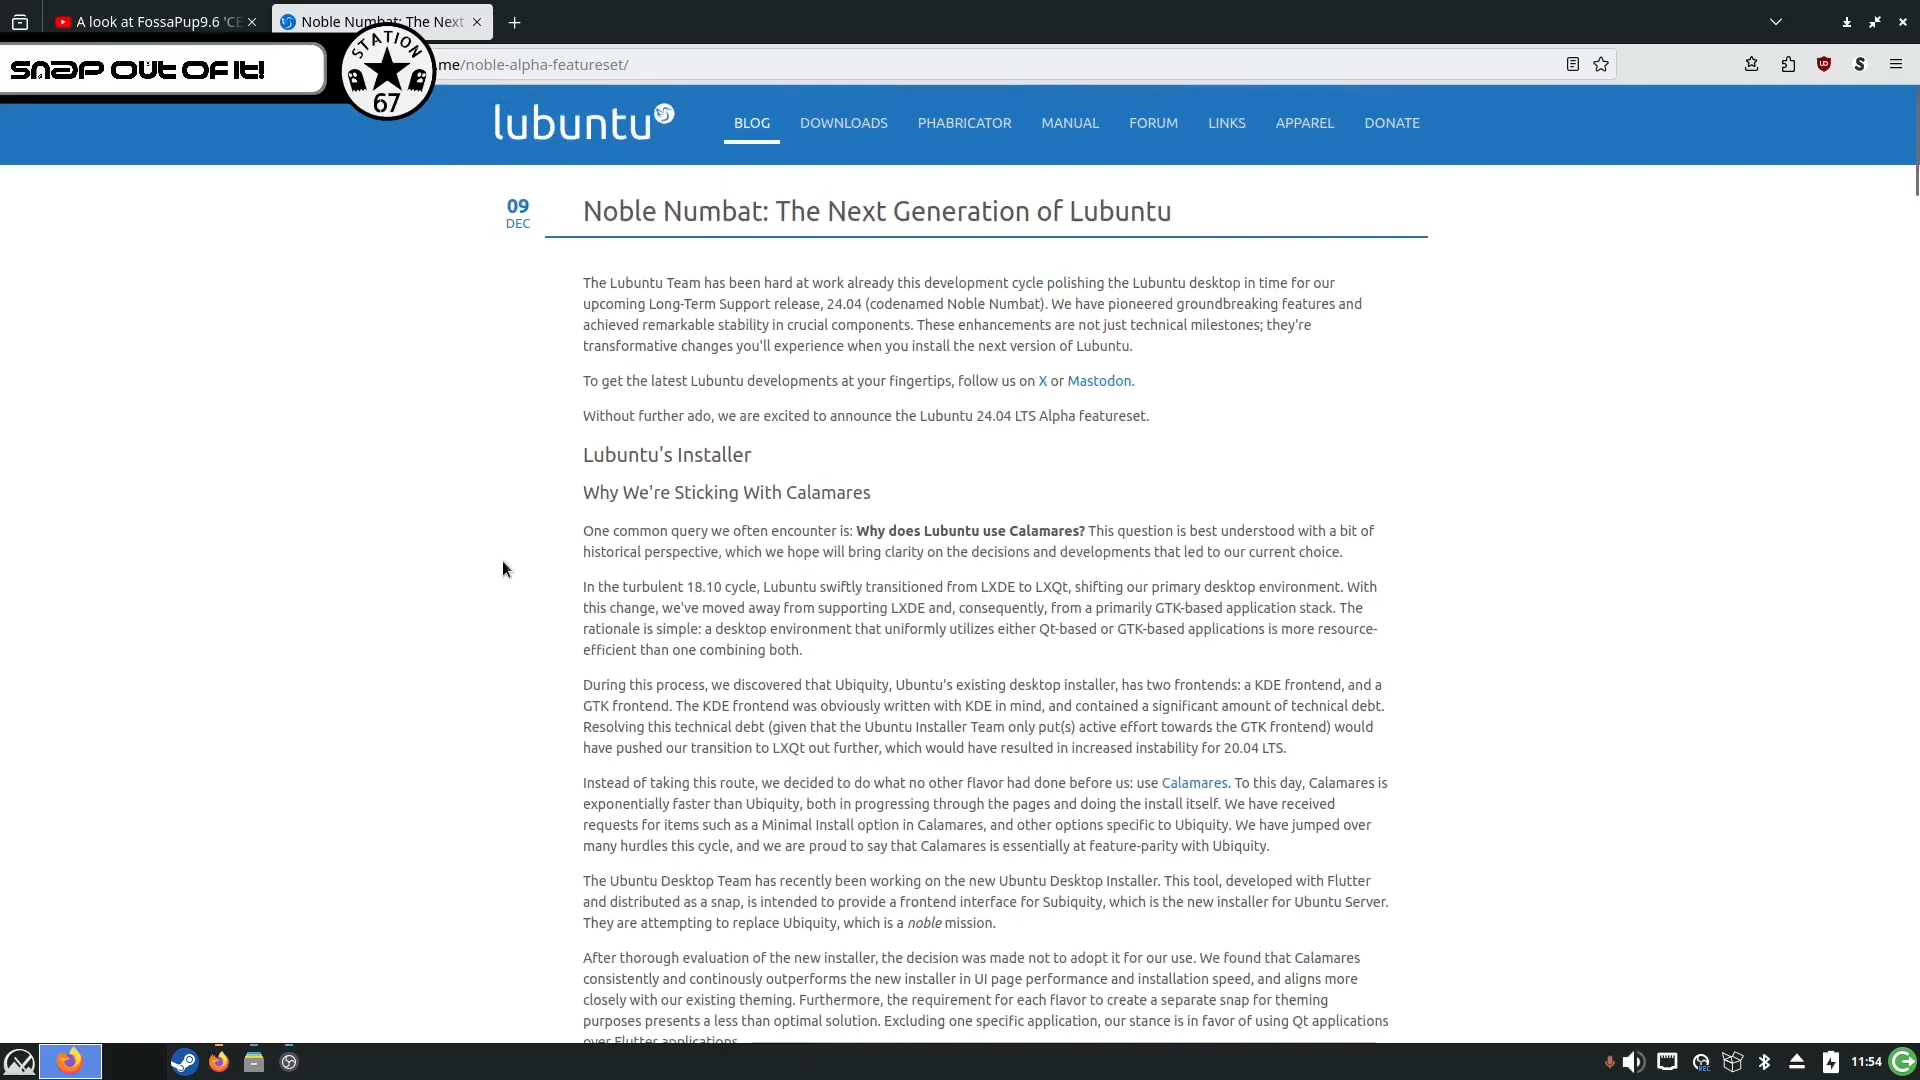 A look at FossaPup9.6 'CE
Noble Numbat: The Next
SNAP OUT OF IT!
STATION
67
.me/noble-alpha-featureset/
lubuntu
BLOG
DOWNLOADS
PHABRICATOR
MANUAL
FORUM
LINKS
APPAREL
DONATE
09
DEC
Noble Numbat: The Next Generation of Lubuntu
The Lubuntu Team has been hard at work already this development cycle polishing the Lubuntu desktop in time for our
upcoming Long-Term Support release, 24.04 (codenamed Noble Numbat). We have pioneered groundbreaking features and
achieved remarkable stability in crucial components. These enhancements are not just technical milestones; they're
transformative changes you'll experience when you install the next version of Lubuntu.
To get the latest Lubuntu developments at your fingertips, follow us on X or Mastodon.
Without further ado, we are excited to announce the Lubuntu 24.04 LTS Alpha featureset.
Lubuntu's Installer
Why We're Sticking With Calamares
One common query we often encounter is: Why does Lubuntu use Calamares? This question is best understood with a bit of
historical perspective, which we hope will bring clarity on the decisions and developments that led to our current choice.
In the turbulent 18.10 cycle, Lubuntu swiftly transitioned from LXDE to LXQt, shifting our primary desktop environment. With
this change, we've moved away from supporting LXDE and, consequently, from a primarily GTK-based application stack. The
rationale is simple: a desktop environment that uniformly utilizes either Qt-based or GTK-based applications is more resource-
efficient than one combining both.
During this process, we discovered that Ubiquity, Ubuntu's existing desktop installer, has two frontends: a KDE frontend, and a
GTK frontend. The KDE frontend was obviously written with KDE in mind, and contained a significant amount of technical debt.
Resolving this technical debt (given that the Ubuntu Installer Team only put(s) active effort towards the GTK frontend) would
have pushed our transition to LXQt out further, which would have resulted in increased instability for 20.04 LTS.
Instead of taking this route, we decided to do what no other flavor had done before us: use Calamares. To this day, Calamares is
exponentially faster than Ubiquity, both in progressing through the pages and doing the install itself. We have received
requests for items such as a Minimal Install option in Calamares, and other options specific to Ubiquity. We have jumped over
many hurdles this cycle, and we are proud to say that Calamares is essentially at feature-parity with Ubiquity.
The Ubuntu Desktop Team has recently been working on the new Ubuntu Desktop Installer. This tool, developed with Flutter
and distributed as a snap, is intended to provide a frontend interface for Subiquity, which is the new installer for Ubuntu Server.
They are attempting to replace Ubiquity, which is a noble mission.
After thorough evaluation of the new installer, the decision was made not to adopt it for our use. We found that Calamares
consistently and continously outperforms the new installer in UI page performance and installation speed, and aligns more
closely with our existing theming. Furthermore, the requirement for each flavor to create a separate snap for theming
purposes presents a less than optimal solution. Excluding one specific application, our stance is in favor of using Qt applications
over Flutter applications.
REC
11:54